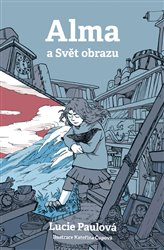 Alma
a Svět obrazu
Lucie Paulová
Ilustrace Kateřina Čupová